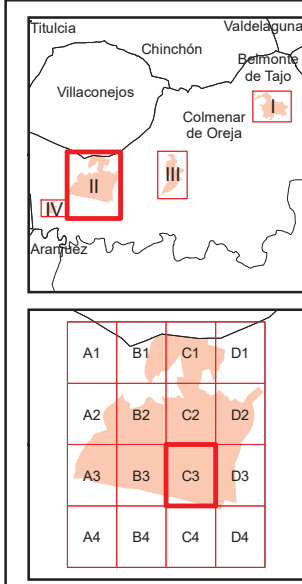 Titulcia
Valdelaguna
Chinchón
Belmonte
de Tajo
Villaconejos
I
Colmenar
de Oreja
III
II
IV
Aranjuez
A1 B1 C1 D1
A2 B2 C2 D2
A3 B3 C3 D3
A4 B4 C4 D4